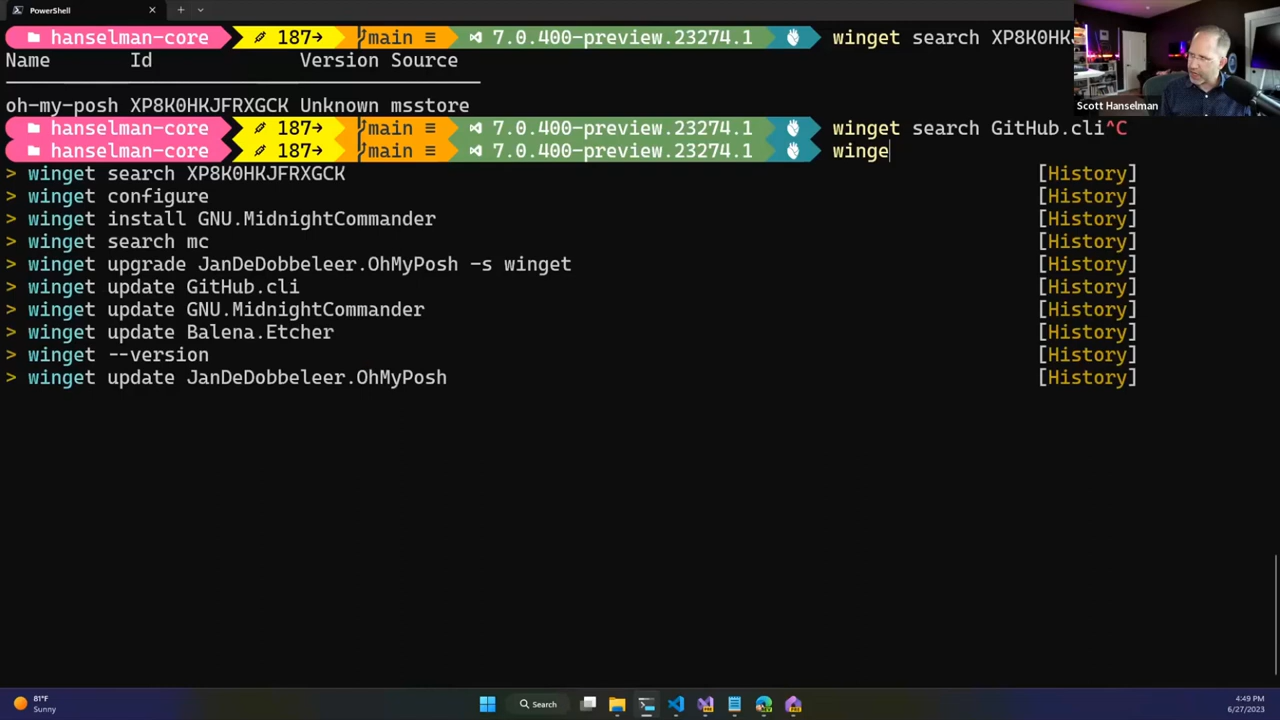 PowerShell
hanselman-core 187→ main ≡ 7.0.400-preview.23274.1 winget search XP8K0HK
Name Id Version Source
oh-my-posh XP8K0HKJFRXGCK Unknown msstore
Scott Hanselman
hanselman-core 187→ main ≡ 7.0.400-preview.23274.1 winget search GitHub.cli^C
hanselman-core 187→ main ≡ 7.0.400-preview.23274.1 winge
> winget search XP8K0HKJFRXGCK [History]
> winget configure [History]
> winget install GNU.MidnightCommander [History]
> winget search mc [History]
> winget upgrade JanDeDobbeleer.OhMyPosh -s winget [History]
> winget update GitHub.cli [History]
> winget update GNU.MidnightCommander [History]
> winget update Balena.Etcher [History]
> winget --version [History]
> winget update JanDeDobbeleer.OhMyPosh [History]
81°F
Sunny
Search
4:49 PM
6/27/2023